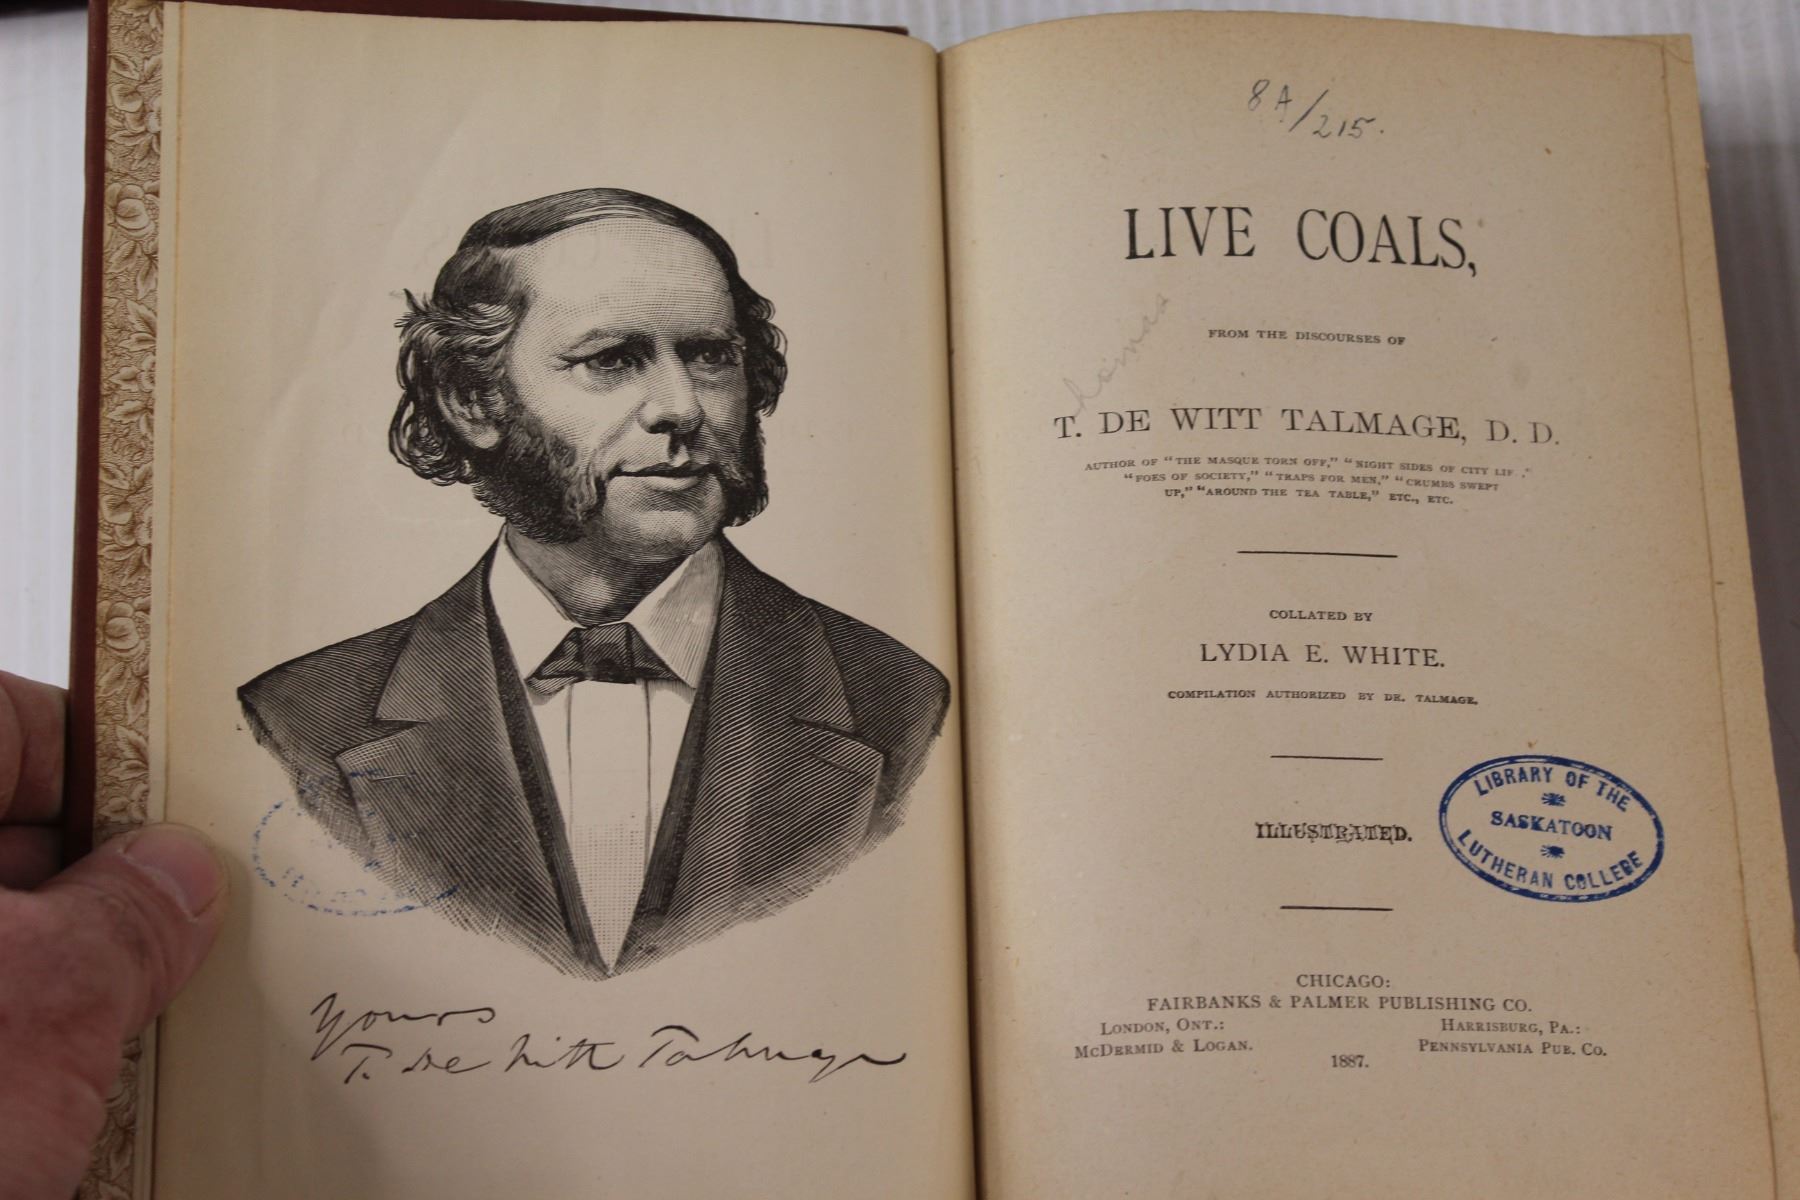 Yours
T. De Witt Talmage
8A/215.
LIVE COALS,
FROM THE DISCOURSES OF
Thomas
T. DE WITT TALMAGE, D. D.
AUTHOR OF "THE MASQUE TORN OFF," "NIGHT SIDES OF CITY LIF ,"
"FOES OF SOCIETY," "TRAPS FOR MEN," "CRUMBS SWEPT
UP," "AROUND THE TEA TABLE," ETC., ETC.
COLLATED BY
LYDIA E. WHITE.
COMPILATION AUTHORIZED BY DR. TALMAGE.
ILLUSTRATED.
LIBRARY OF THE
SASKATOON
LUTHERAN COLLEGE
CHICAGO:
FAIRBANKS & PALMER PUBLISHING CO.
LONDON, ONT.:
MCDERMID & LOGAN.
HARRISBURG, PA.:
PENNSYLVANIA PUB. CO.
1887.